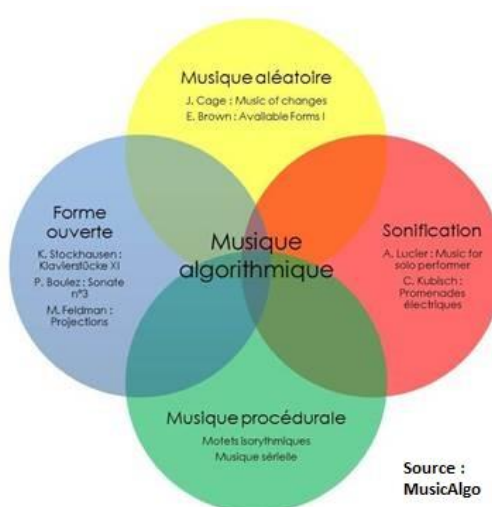 Musique aléatoire
J. Cage : Music of changes
E. Brown : Available Forms I
Forme
ouverte
K. Stockhausen :
Klavierstücke XI
P. Boulez : Sonate
n°3
M. Feldman :
Projections
Musique
algorithmique
Sonification
A. Lucier : Music for
solo performer
C. Kubisch :
Promenades
électriques
Musique procédurale
Motets isorythmiques
Musique sérielle
Source :
MusicAlgo